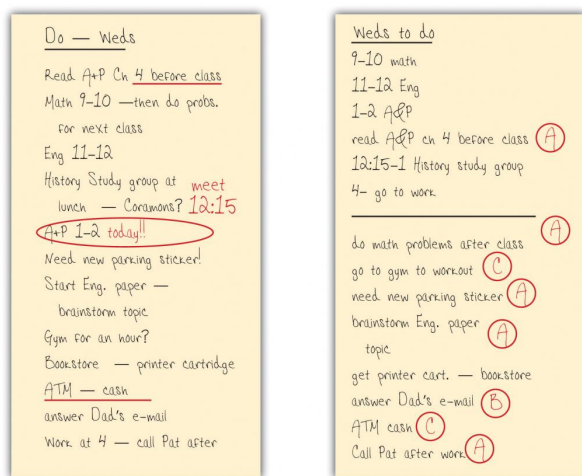 Do — Weds
Read A+P Ch 4 before class
Math 9-10 —then do probs.
for next class
Eng 11-12
History Study group at meet
lunch — Coramons? 12:15
A+P 1-2 today!!
Need new parking sticker!
Start Eng. paper —
brainstorm topic
Gym for an hour?
Bookstore — printer cartridge
ATM — cash
answer Dad's e-mail
Work at 4 — call Pat after
Weds to do
9-10 math
11-12 Eng
1-2 A&P
read A&P ch 4 before class A
12:15-1 History study group
4- go to work
A
do math problems after class
go to gym to workout C
need new parking sticker A
brainstorm Eng. paper A
topic
get printer cart. — bookstore
answer Dad's e-mail B
ATM cash C
Call Pat after work A